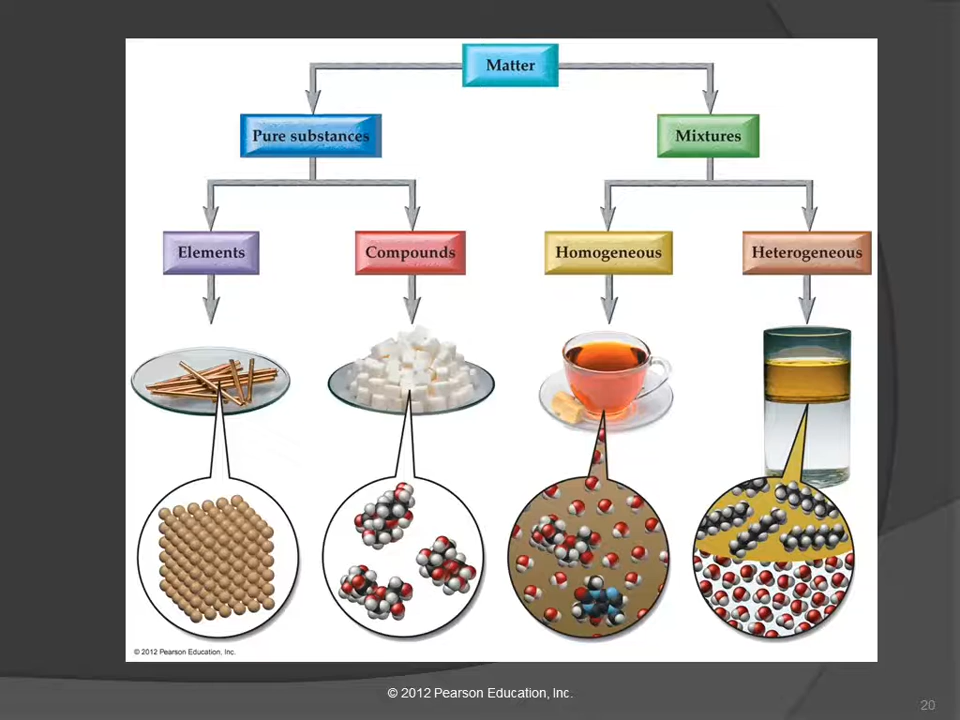 Matter
Pure substances
Mixtures
Elements
Compounds
Homogeneous
Heterogeneous
© 2012 Pearson Education, Inc.
© 2012 Pearson Education, Inc.
20